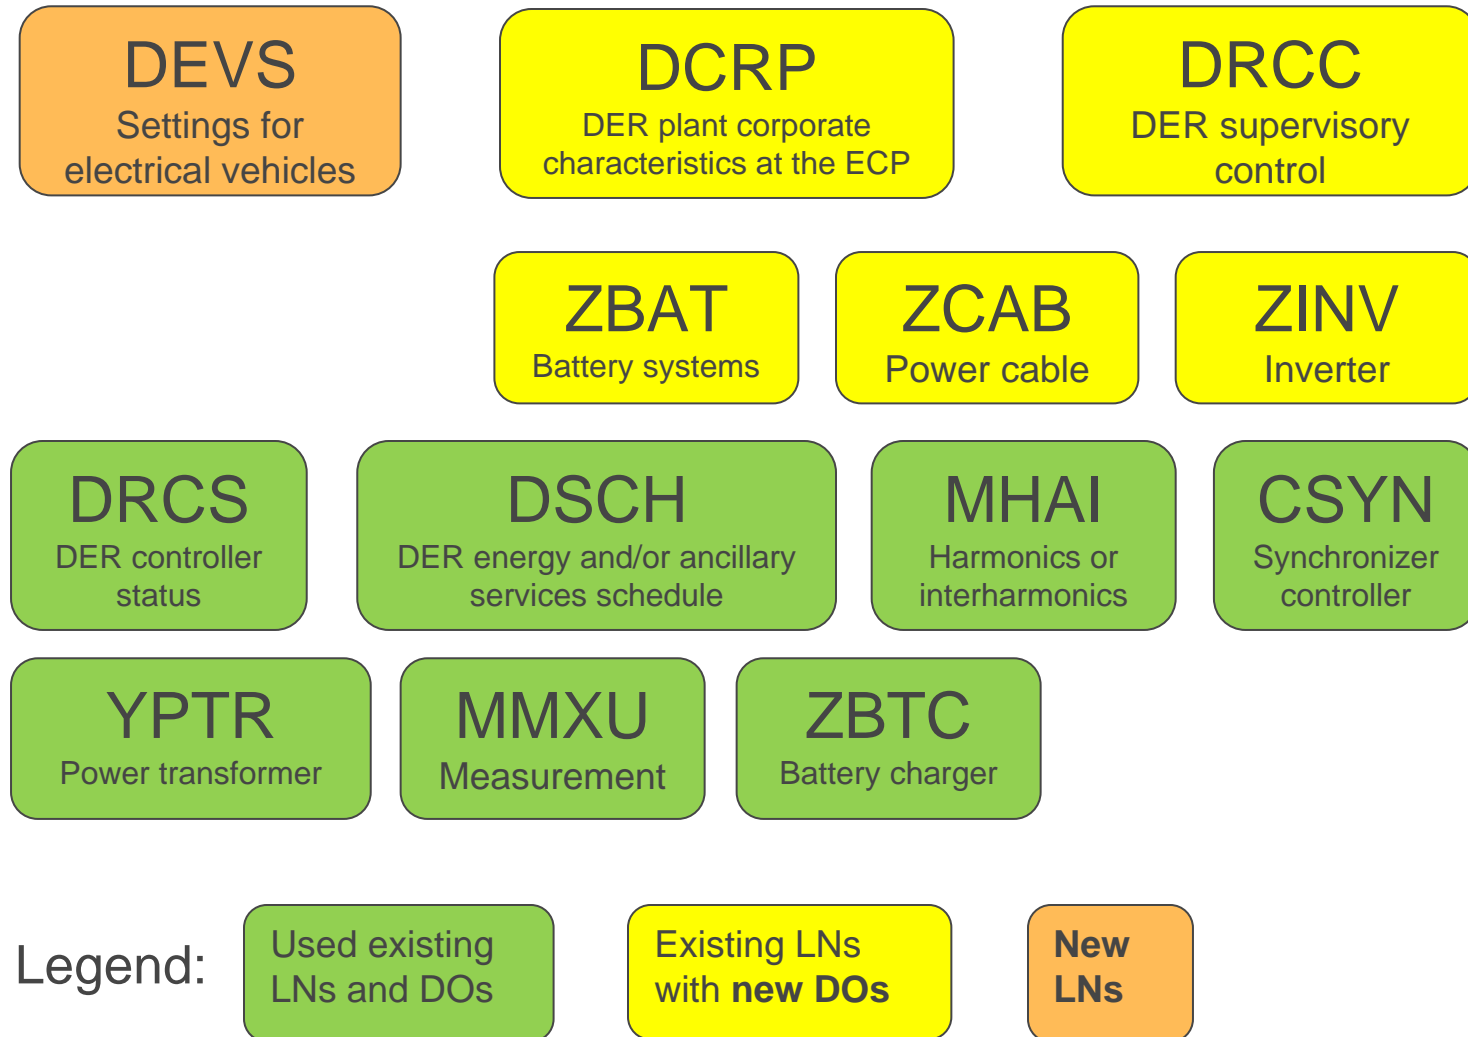 DEVS
Settings for
electrical vehicles
DCRP
DER plant corporate
characteristics at the ECP
DRCC
DER supervisory
control
ZBAT
Battery systems
ZCAB
Power cable
ZINV
Inverter
DRCS
DER controller
status
DSCH
DER energy and/or ancillary
services schedule
MHAI
Harmonics or
interharmonics
CSYN
Synchronizer
controller
YPTR
Power transformer
MMXU
Measurement
ZBTC
Battery charger
Legend:
Used existing
LNs and DOs
Existing LNs
with new DOs
New
LNs